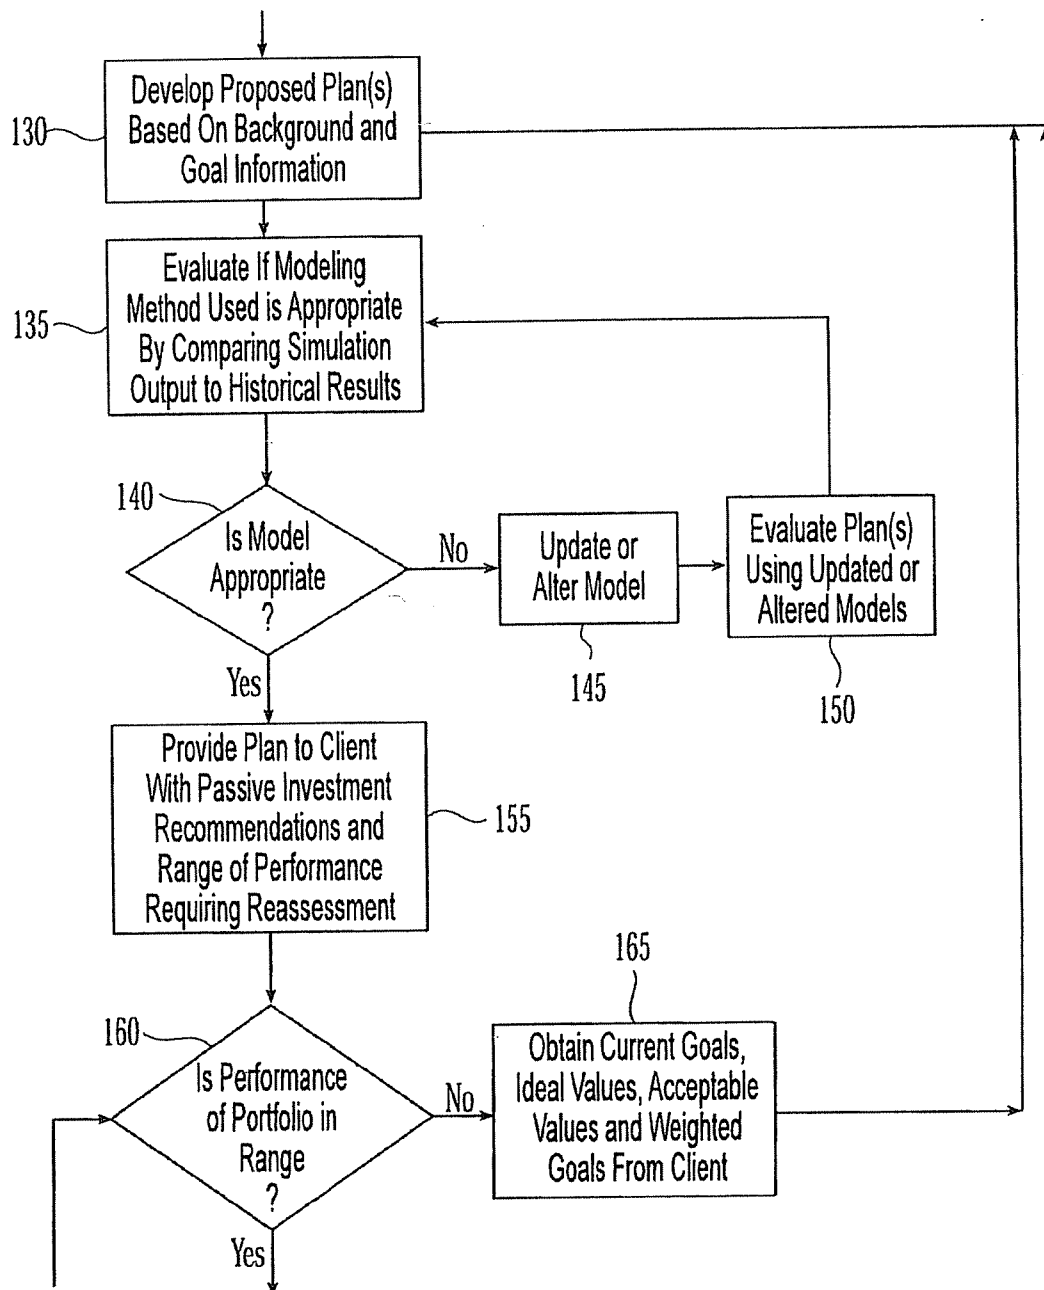 Develop Proposed Plan(s)
130
Based On Background and
Goal Information
Evaluate If Modeling
Method Used is Appropriate
135
By Comparing Simulation
Output to Historical Results
140
Is Model
Appropriate
?
No
Update or
Alter Model
145
Evaluate Plan(s)
Using Updated or
Altered Models
150
Yes
Provide Plan to Client
With Passive Investment
Recommendations and
Range of Performance
Requiring Reassessment
155
160
Is Performance
of Portfolio in
Range
?
No
165
Obtain Current Goals,
Ideal Values, Acceptable
Values and Weighted
Goals From Client
Yes